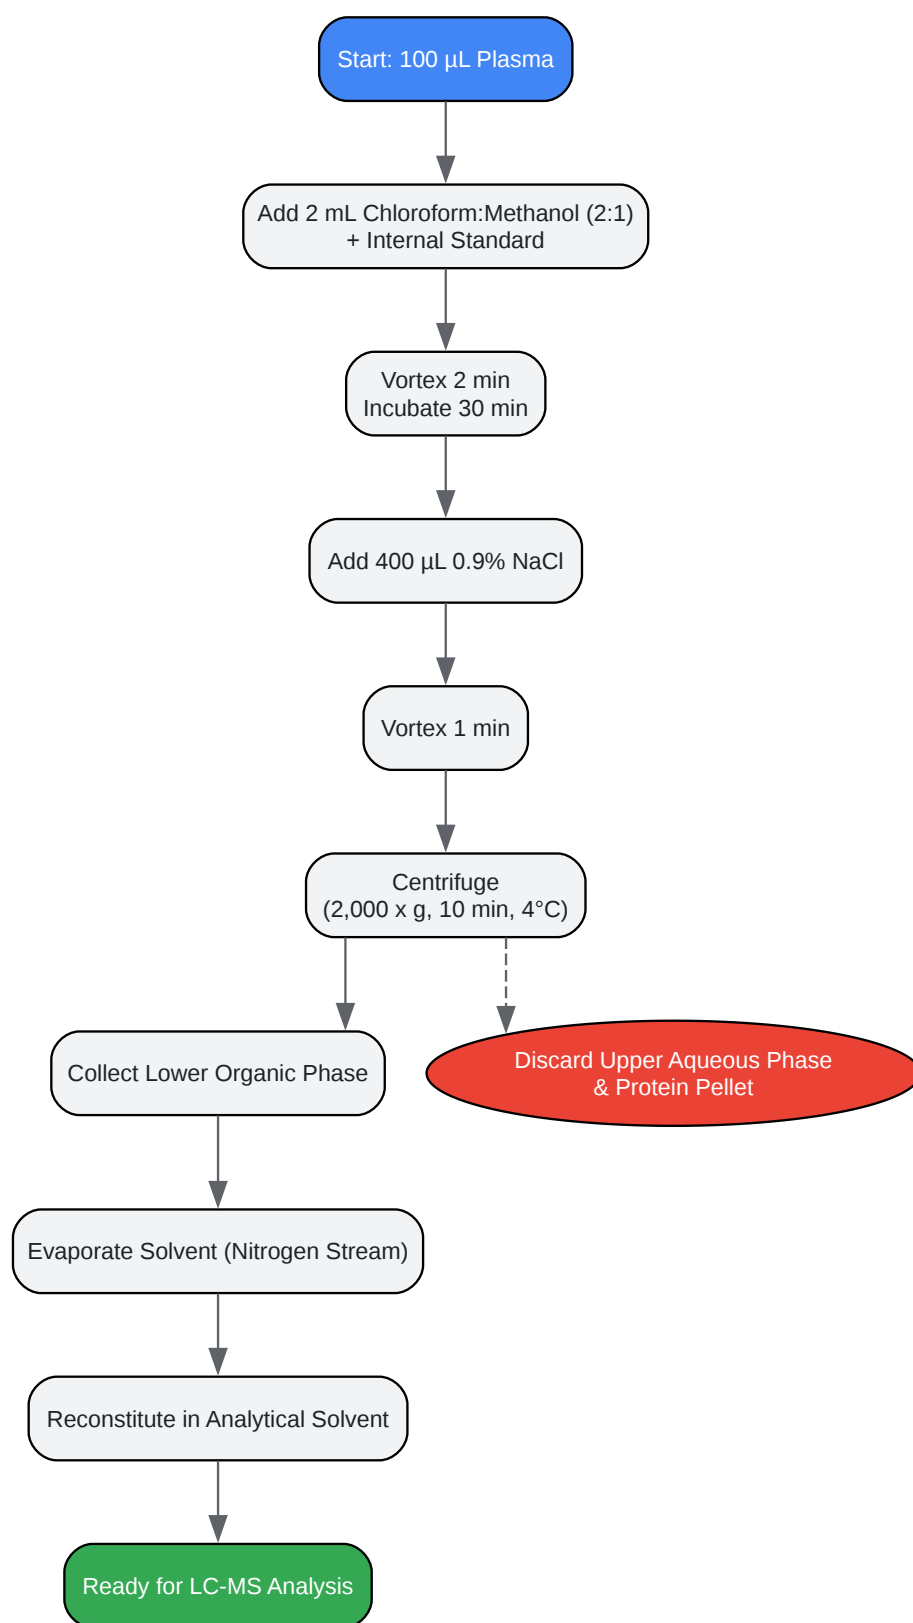 Start: 100 µL Plasma
Add 2 mL Chloroform:Methanol (2:1)
+ Internal Standard
Vortex 2 min
Incubate 30 min
Add 400 µL 0.9% NaCl
Vortex 1 min
Centrifuge
(2,000 x g, 10 min, 4°C)
Collect Lower Organic Phase
Discard Upper Aqueous Phase
& Protein Pellet
Evaporate Solvent (Nitrogen Stream)
Reconstitute in Analytical Solvent
Ready for LC-MS Analysis